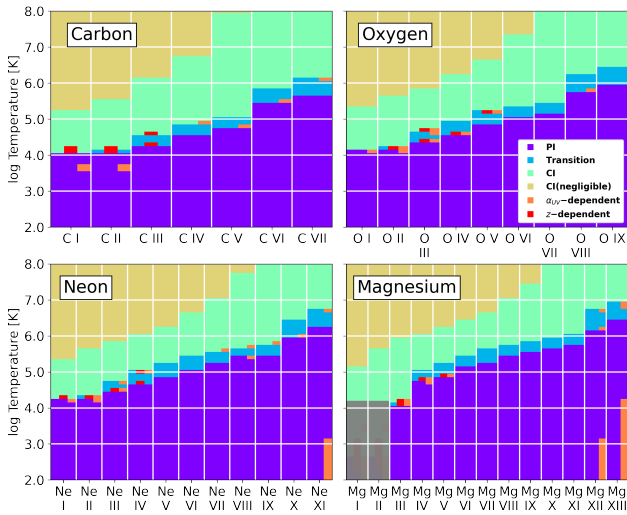 8.0
7.0
6.0
5.0
4.0
3.0
2.0
log Temperature [K]
Carbon
C I
C II
C III
C IV
C V
C VI
C VII
Oxygen
PI
Transition
CI
CI(negligible)
α_UV−dependent
z−dependent
O I
O II
O
III
O IV
O V
O VI
O
VII
O
VIII
O IX
8.0
7.0
6.0
5.0
4.0
3.0
2.0
log Temperature [K]
Neon
Ne
I
Ne
II
Ne
III
Ne
IV
Ne
V
Ne
VI
Ne
VII
Ne
VIII
Ne
IX
Ne
X
Ne
XI
Magnesium
Mg
I
Mg
II
Mg
III
Mg
IV
Mg
V
Mg
VI
Mg
VII
Mg
VIII
Mg
IX
Mg
X
Mg
XI
Mg
XII
Mg
XIII